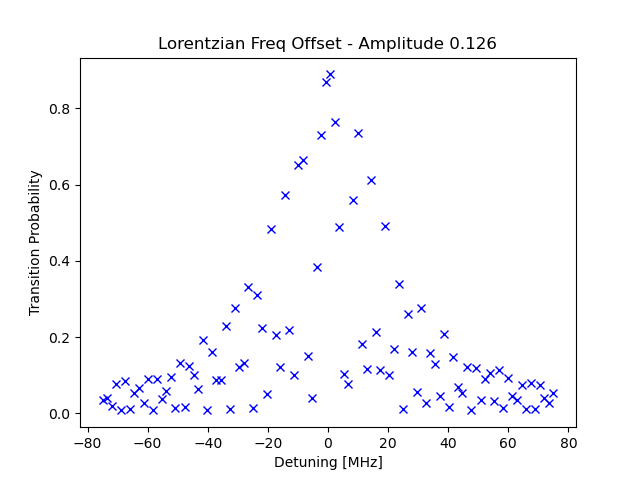 Lorentzian Freq Offset - Amplitude 0.126
Transition Probability
0.8
0.6
0.4
0.2
0.0
−80 −60 −40 −20 0 20 40 60 80
Detuning [MHz]